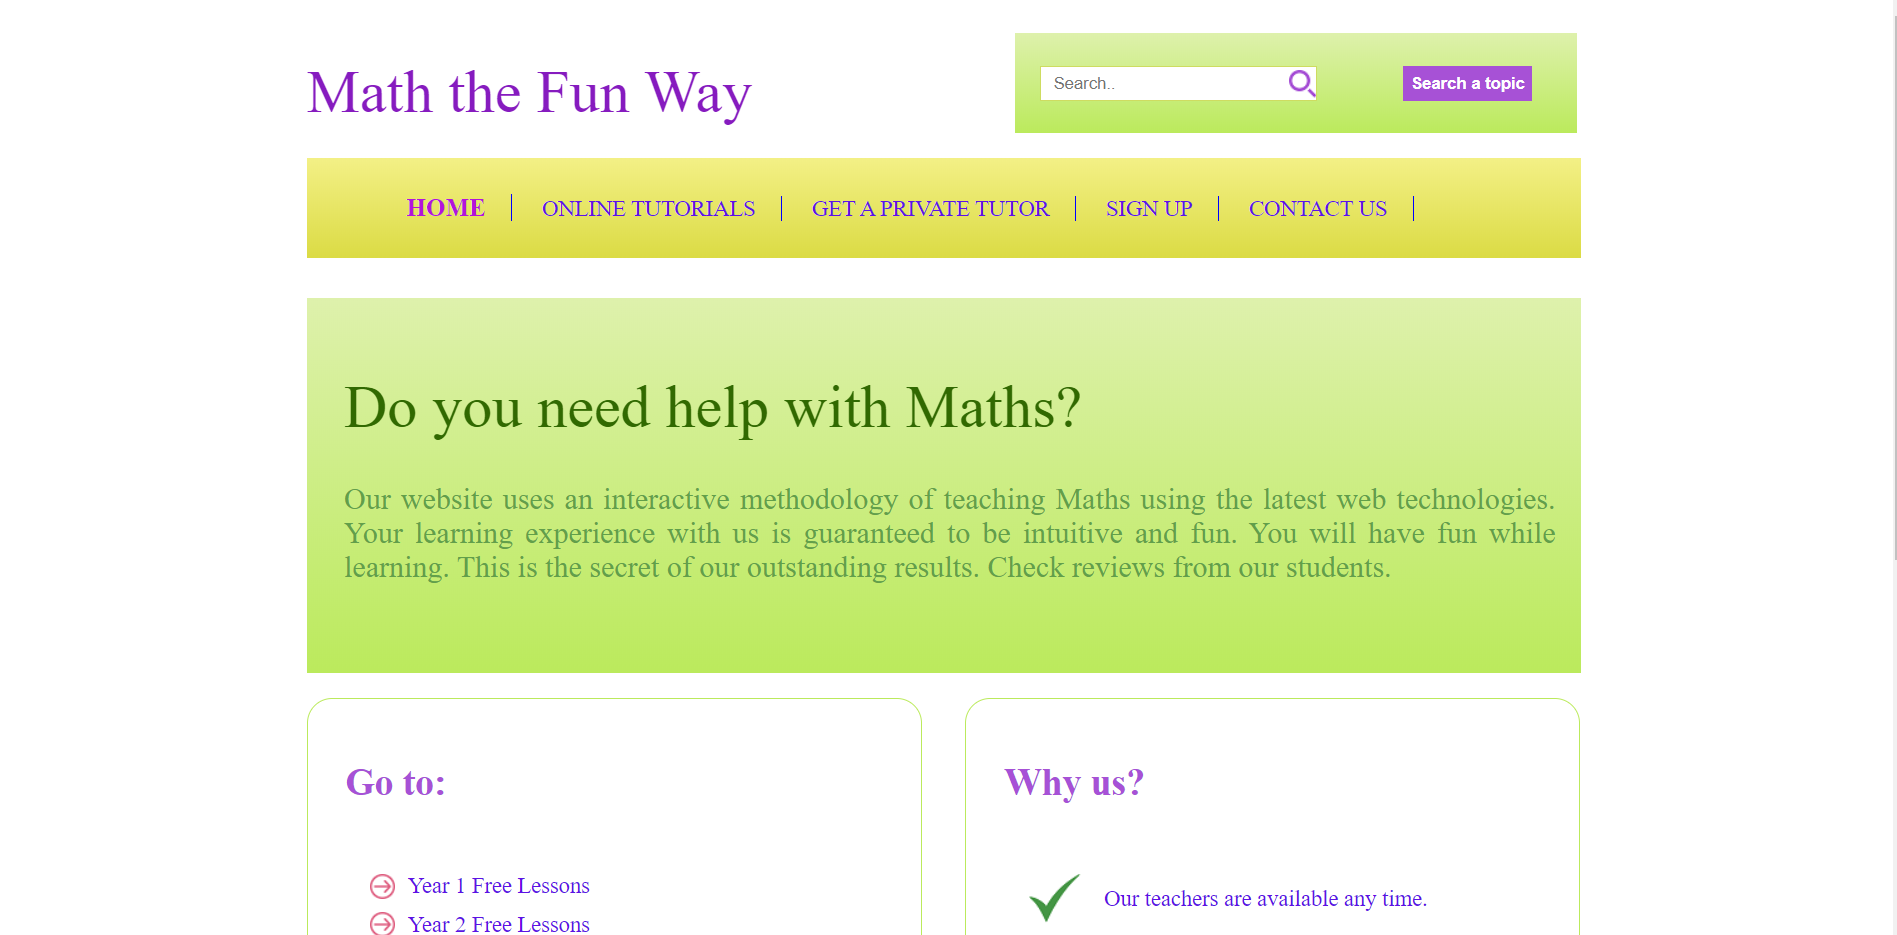 Math the Fun Way
Search..
Search a topic
HOME
ONLINE TUTORIALS
GET A PRIVATE TUTOR
SIGN UP
CONTACT US
Do you need help with Maths?
Our website uses an interactive methodology of teaching Maths using the latest web technologies.
Your learning experience with us is guaranteed to be intuitive and fun. You will have fun while
learning. This is the secret of our outstanding results. Check reviews from our students.
Go to:
Year 1 Free Lessons
Year 2 Free Lessons
Why us?
Our teachers are available any time.